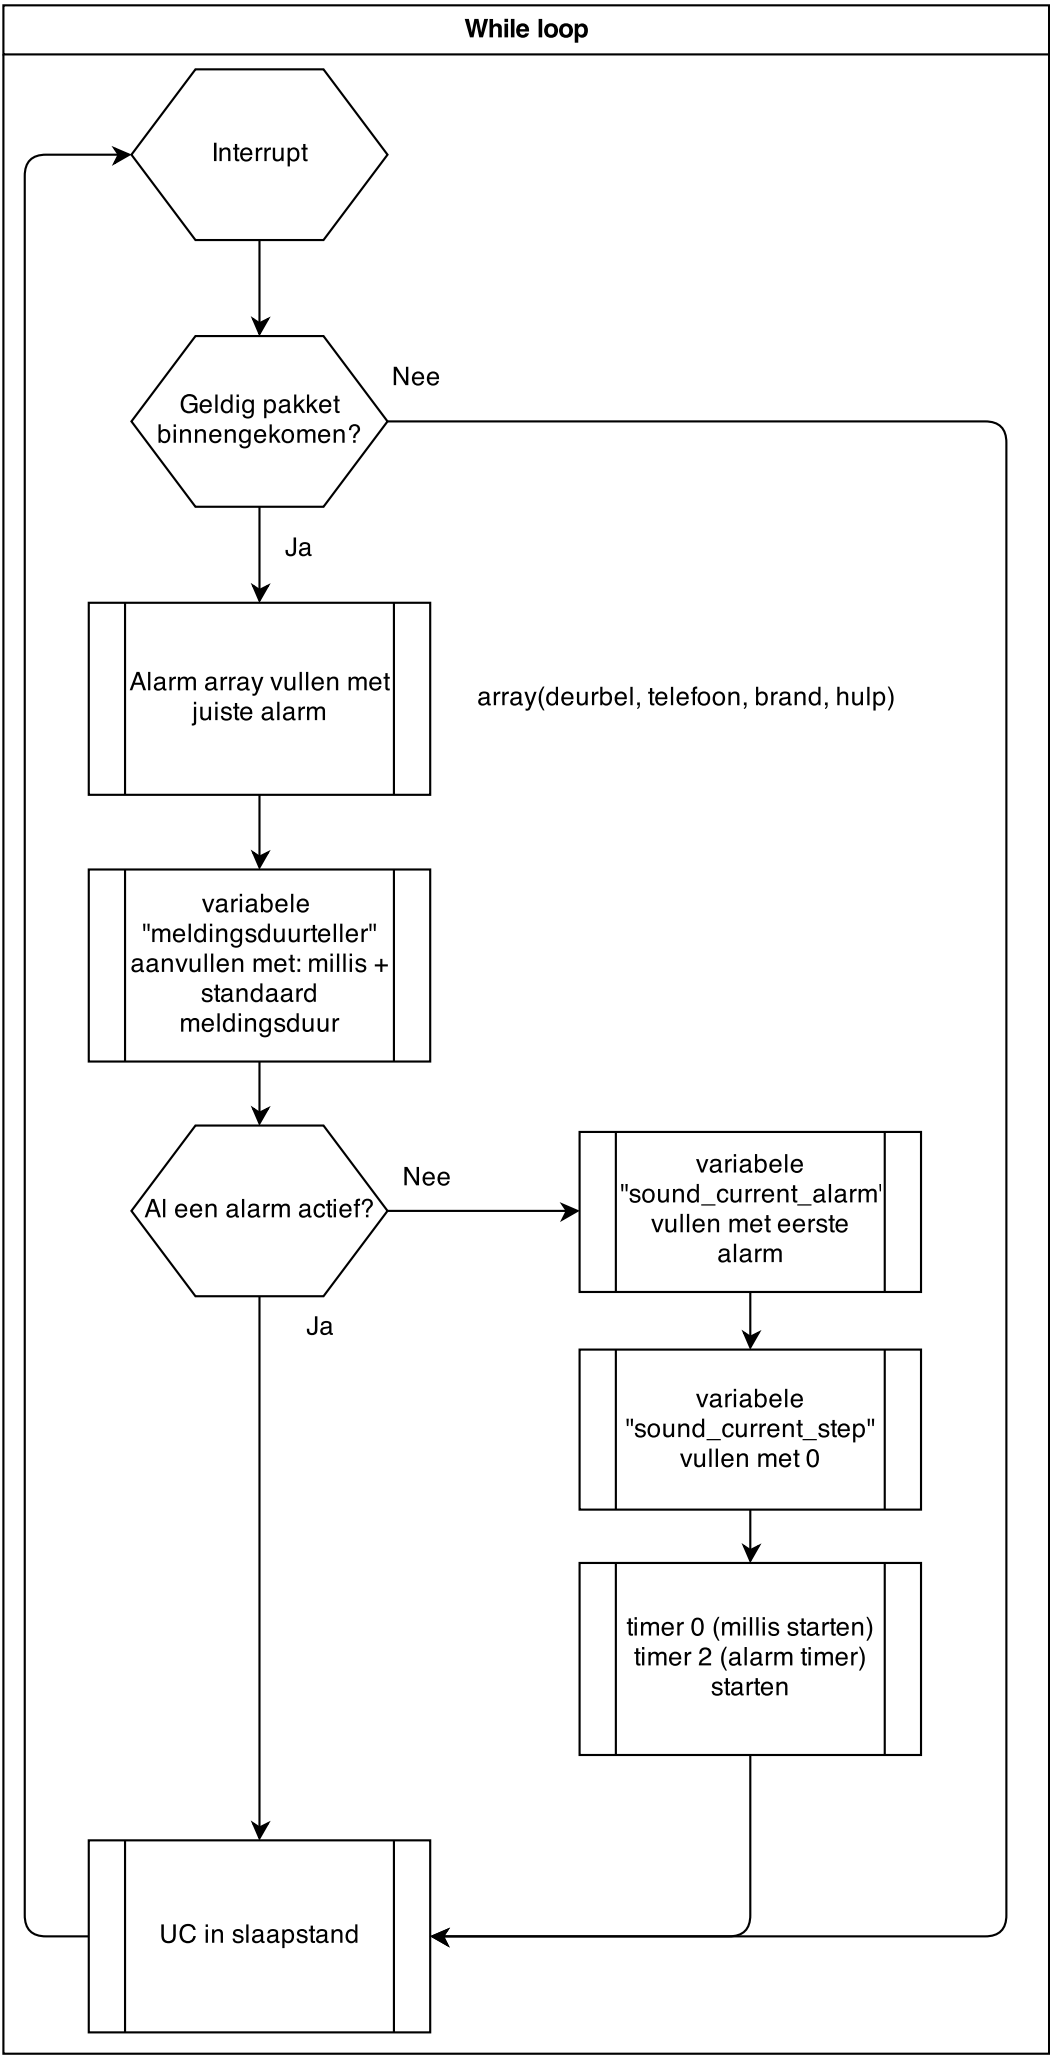 While loop
Interrupt
Geldig pakket
binnengekomen?
Nee
Ja
Alarm array vullen met
juiste alarm
array(deurbel, telefoon, brand, hulp)
variabele
"meldingsduurteller"
aanvullen met: millis +
standaard
meldingsduur
Al een alarm actief?
Nee
Ja
variabele
"sound_current_alarm"
vullen met eerste
alarm
variabele
"sound_current_step"
vullen met 0
timer 0 (millis starten)
timer 2 (alarm timer)
starten
UC in slaapstand